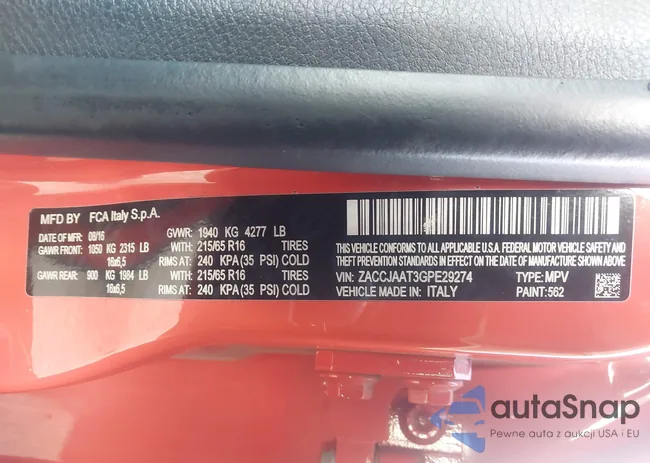 MFD BY FCA Italy S.p.A.
DATE OF MFR: 08/16 GVWR: 1940 KG 4277 LB
GAWR FRONT: 1050 KG 2315 LB WITH: 215/65 R16 TIRES
16x6,5 RIMS AT: 240 KPA (35 PSI) COLD
GAWR REAR: 900 KG 1984 LB WITH: 215/65 R16 TIRES
16x6,5 RIMS AT: 240 KPA (35 PSI) COLD
THIS VEHICLE CONFORMS TO ALL APPLICABLE U.S.A. FEDERAL MOTOR VEHICLE SAFETY
AND THEFT PREVENTION STANDARDS IN EFFECT ON THE DATE OF MANUFACTURE SHOWN
ABOVE
VIN: ZACCJAAT3GPE29274 TYPE: MPV
VEHICLE MADE IN: ITALY PAINT: 562
autaSnap
Pewne auta z aukcji USA i EU